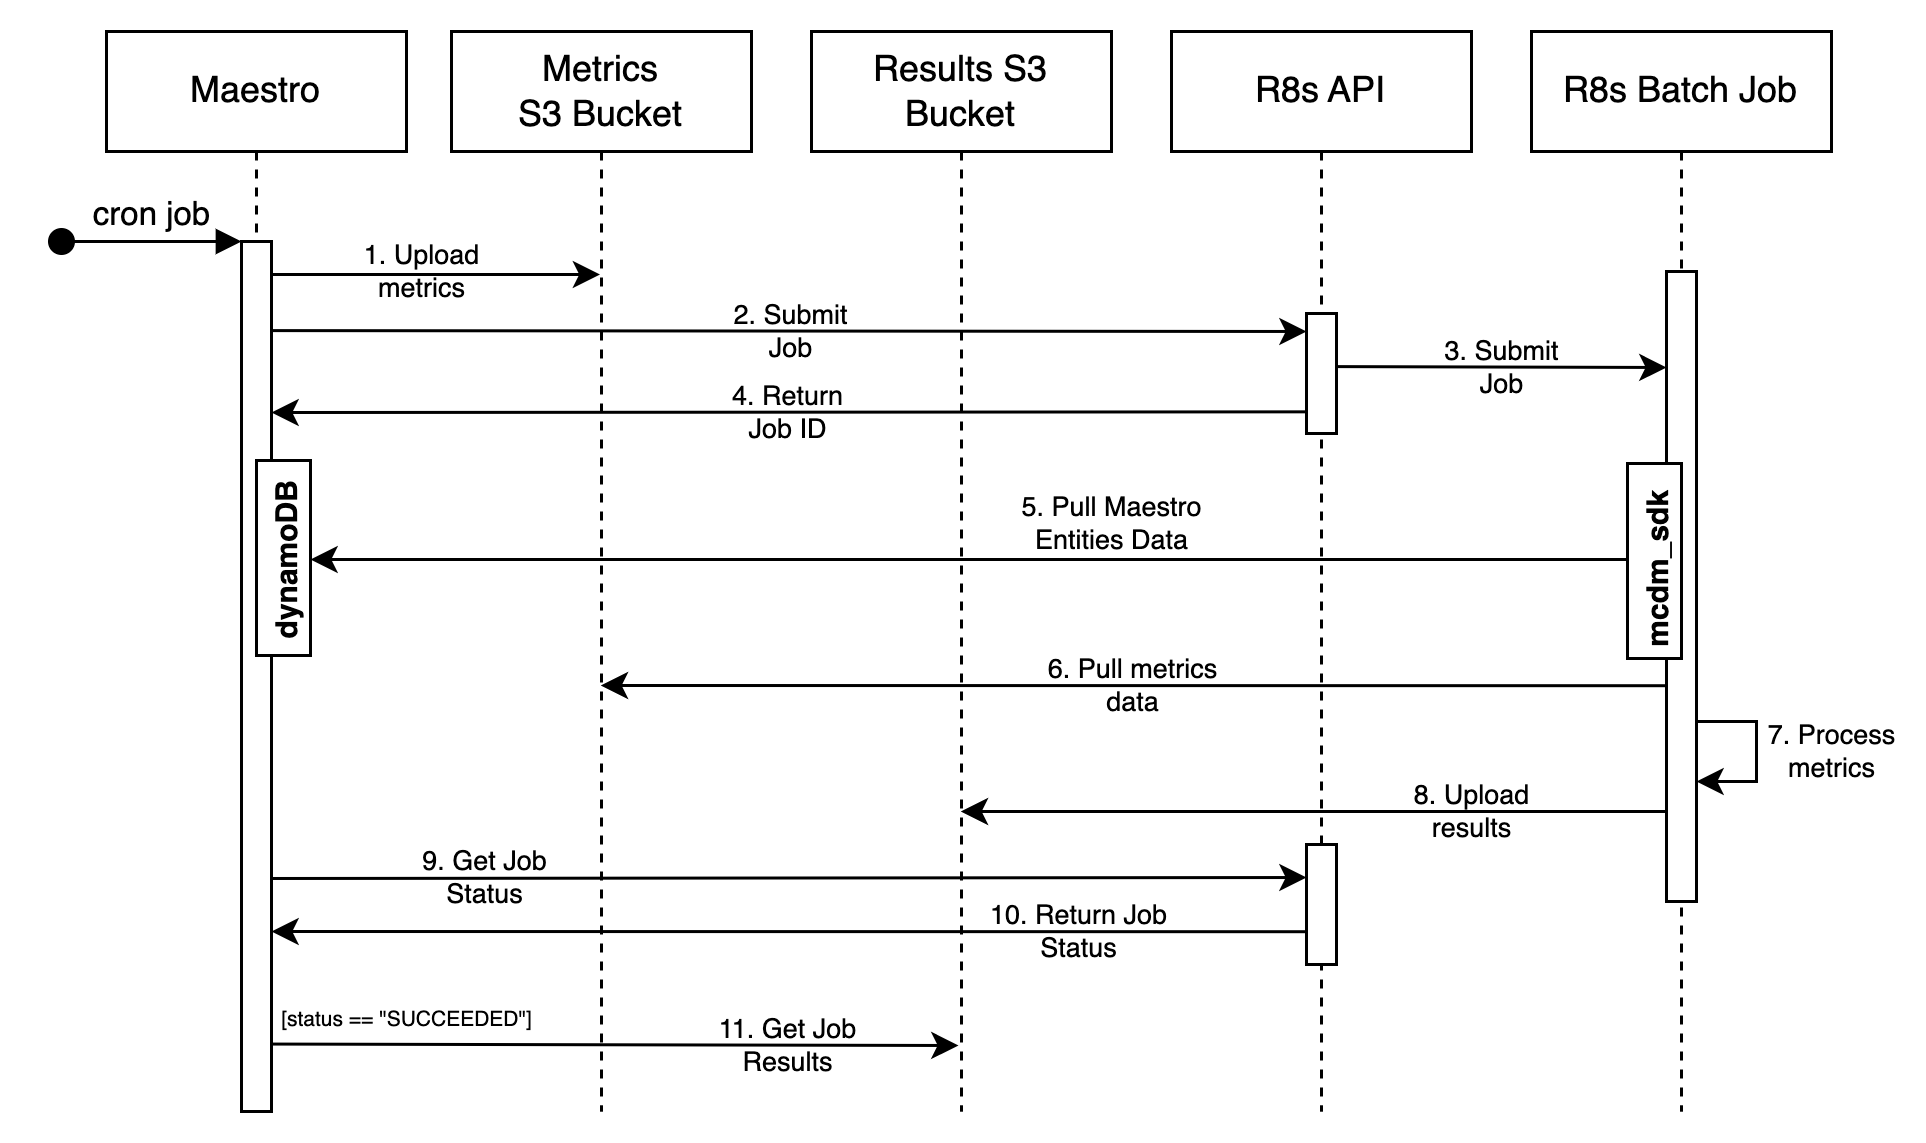 Maestro
Metrics
S3 Bucket
Results S3
Bucket
R8s API
R8s Batch Job
cron job
1. Upload
metrics
2. Submit
Job
3. Submit
Job
4. Return
Job ID
dynamoDB
5. Pull Maestro
Entities Data
mcdm_sdk
6. Pull metrics
data
7. Process
metrics
8. Upload
results
9. Get Job
Status
10. Return Job
Status
[status == "SUCCEEDED"]
11. Get Job
Results